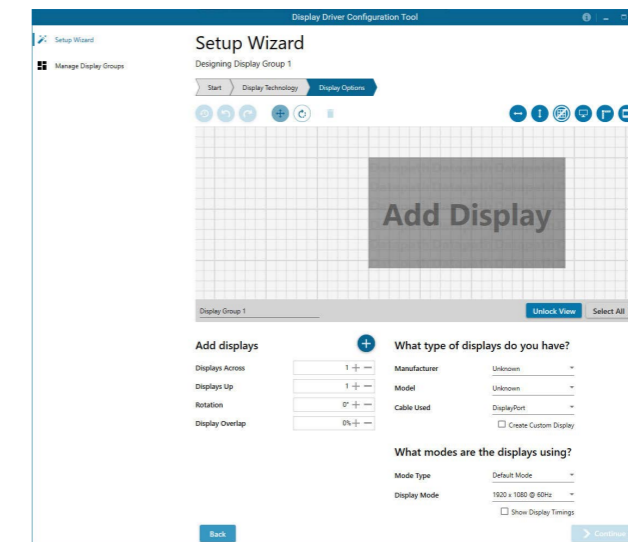 Display Driver Configuration Tool
Setup Wizard
Manage Display Groups
Setup Wizard
Designing Display Group 1
Start
Display Technology
Display Options
Add Display
Display Group 1
Unlock View
Select All
Add displays
Displays Across
1
Displays Up
1
Rotation
0°
Display Overlap
0%
What type of displays do you have?
Manufacturer
Unknown
Model
Unknown
Cable Used
DisplayPort
Create Custom Display
What modes are the displays using?
Mode Type
Default Mode
Display Mode
1920 x 1080 @ 60Hz
Show Display Timings
Back
Continue